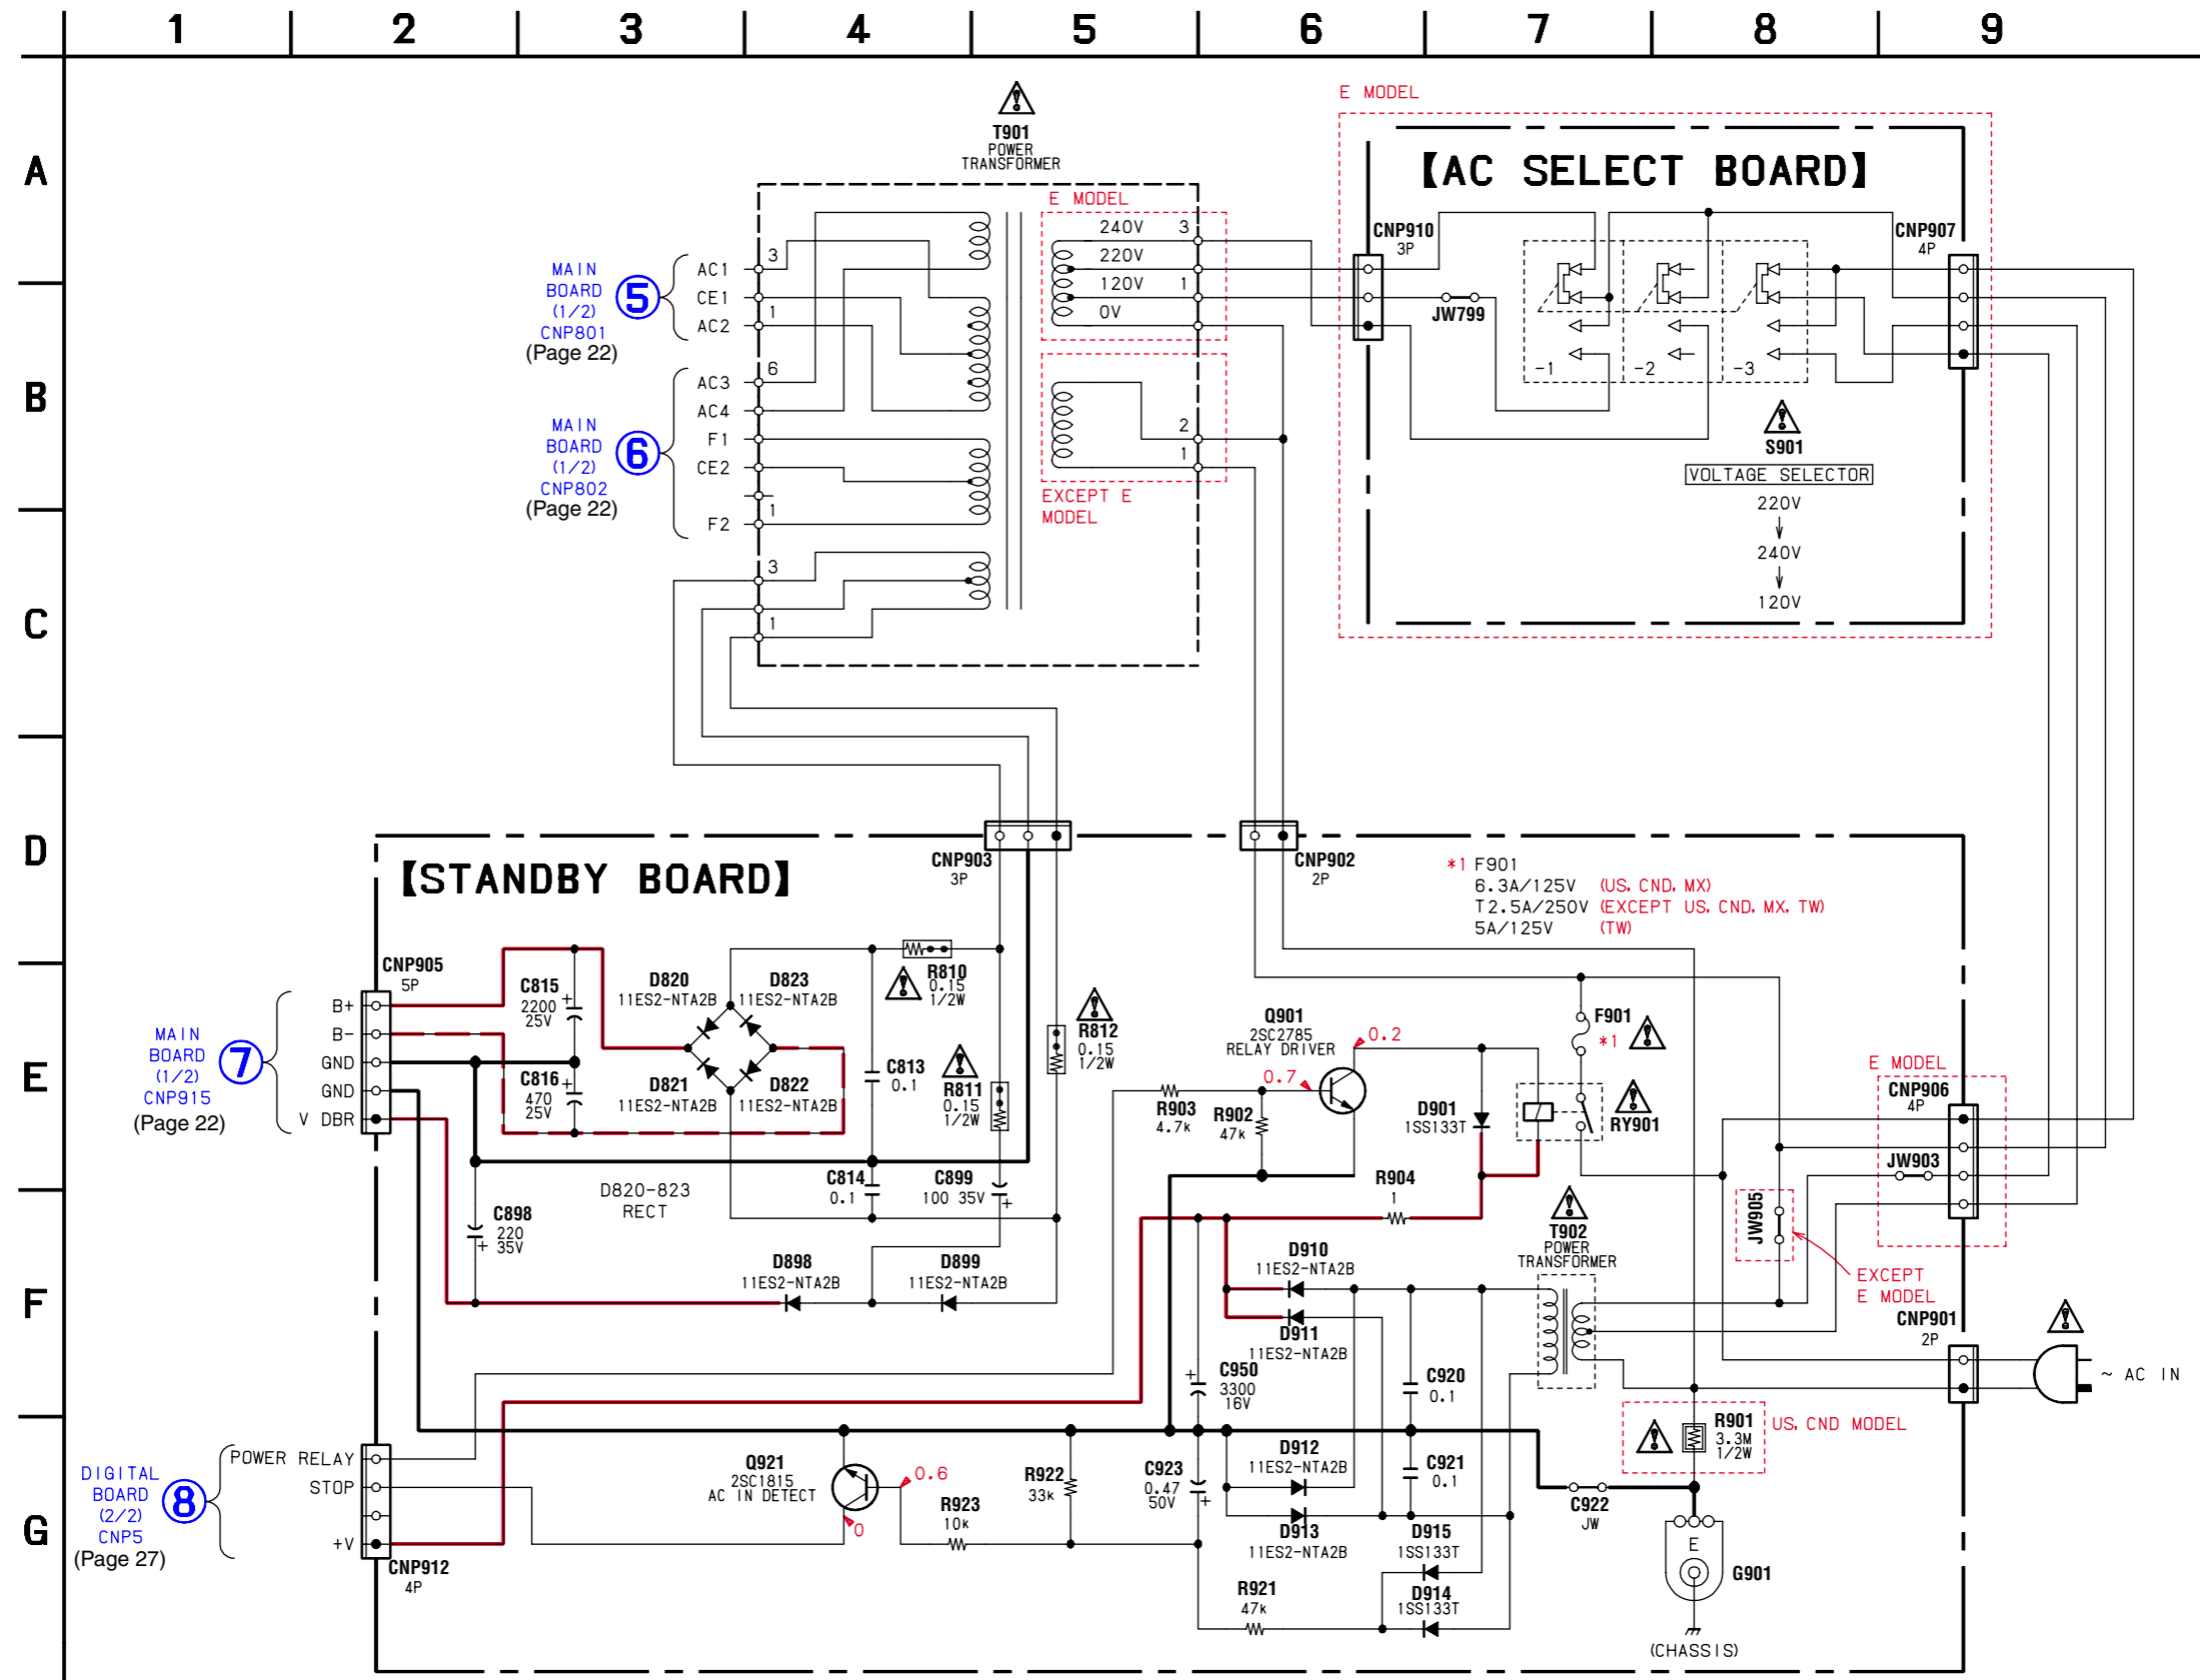 1 2 3 4 5 6 7 8 9
A
B
C
D
E
F
G
T901
POWER
TRANSFORMER
E MODEL
【AC SELECT BOARD】
E MODEL
240V 3
220V
120V 1
0V
CNP910
3P
CNP907
4P
JW799
-1 -2 -3
S901
VOLTAGE SELECTOR
220V
240V
120V
MAIN
BOARD
(1/2)
CNP801
(Page 22)
5
AC1 3
CE1
AC2 1
MAIN
BOARD
(1/2)
CNP802
(Page 22)
6
AC3 6
AC4
F1
CE2
F2 1
3
1
2
1
EXCEPT E
MODEL
【STANDBY BOARD】
CNP903
3P
CNP902
2P
*1 F901
6.3A/125V (US, CND, MX)
T2.5A/250V (EXCEPT US, CND, MX, TW)
5A/125V (TW)
MAIN
BOARD
(1/2)
CNP915
(Page 22)
7
CNP905
5P
B+
B-
GND
GND
V DBR
C815
2200
25V
+
C816
470
25V
+
D820
11ES2-NTA2B
D823
11ES2-NTA2B
D821
11ES2-NTA2B
D822
11ES2-NTA2B
D820-823
RECT
R810
0.15
1/2W
R811
0.15
1/2W
R812
0.15
1/2W
C813
0.1
C814
0.1
C899
100 35V
+
C898
220
35V
+
D898
11ES2-NTA2B
D899
11ES2-NTA2B
Q901
2SC2785
RELAY DRIVER
0.2
0.7
R903
4.7k
R902
47k
D901
1SS133T
R904
1
F901
*1
RY901
E MODEL
CNP906
4P
JW903
JW905
EXCEPT
E MODEL
T902
POWER
TRANSFORMER
D910
11ES2-NTA2B
D911
11ES2-NTA2B
C950
3300
16V
+
C920
0.1
CNP901
2P
~ AC IN
R901
3.3M
1/2W
US, CND MODEL
DIGITAL
BOARD
(2/2)
CNP5
(Page 27)
8
POWER RELAY
STOP
+V
CNP912
4P
Q921
2SC1815
AC IN DETECT
0.6
0
R923
10k
R922
33k
C923
0.47
50V
+
D912
11ES2-NTA2B
D913
11ES2-NTA2B
C921
0.1
D915
1SS133T
D914
1SS133T
R921
47k
C922
JW
E
G901
(CHASSIS)